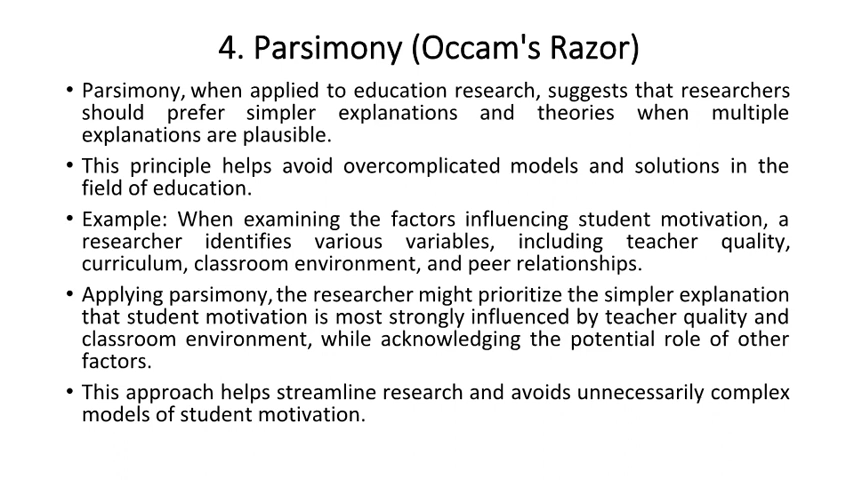 4. Parsimony (Occam's Razor)
• Parsimony, when applied to education research, suggests that researchers
should prefer simpler explanations and theories when multiple
explanations are plausible.
• This principle helps avoid overcomplicated models and solutions in the
field of education.
• Example: When examining the factors influencing student motivation, a
researcher identifies various variables, including teacher quality,
curriculum, classroom environment, and peer relationships.
• Applying parsimony, the researcher might prioritize the simpler explanation
that student motivation is most strongly influenced by teacher quality and
classroom environment, while acknowledging the potential role of other
factors.
• This approach helps streamline research and avoids unnecessarily complex
models of student motivation.